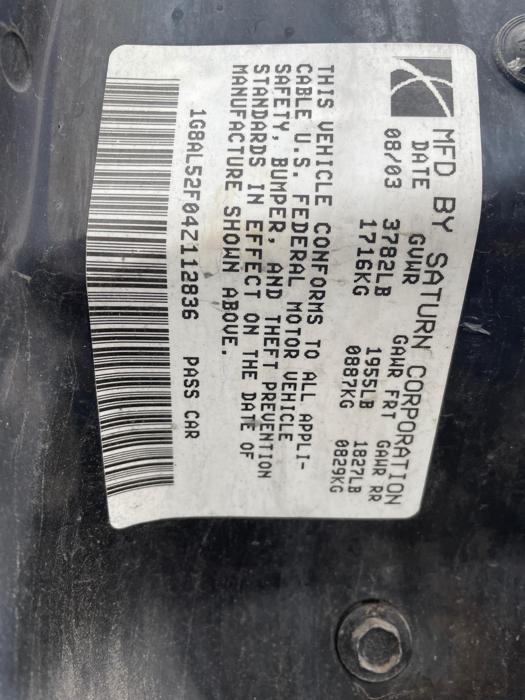 MFD BY SATURN CORPORATION
DATE GVWR GAWR FRT GAWR RR
08/03 3782LB 1955LB 1827LB
1716KG 0887KG 0829KG
THIS VEHICLE CONFORMS TO ALL APPLI-
CABLE U.S. FEDERAL MOTOR VEHICLE
SAFETY, BUMPER, AND THEFT PREVENTION
STANDARDS IN EFFECT ON THE DATE OF
MANUFACTURE SHOWN ABOVE.
1G8AL52F04Z112836 PASS CAR